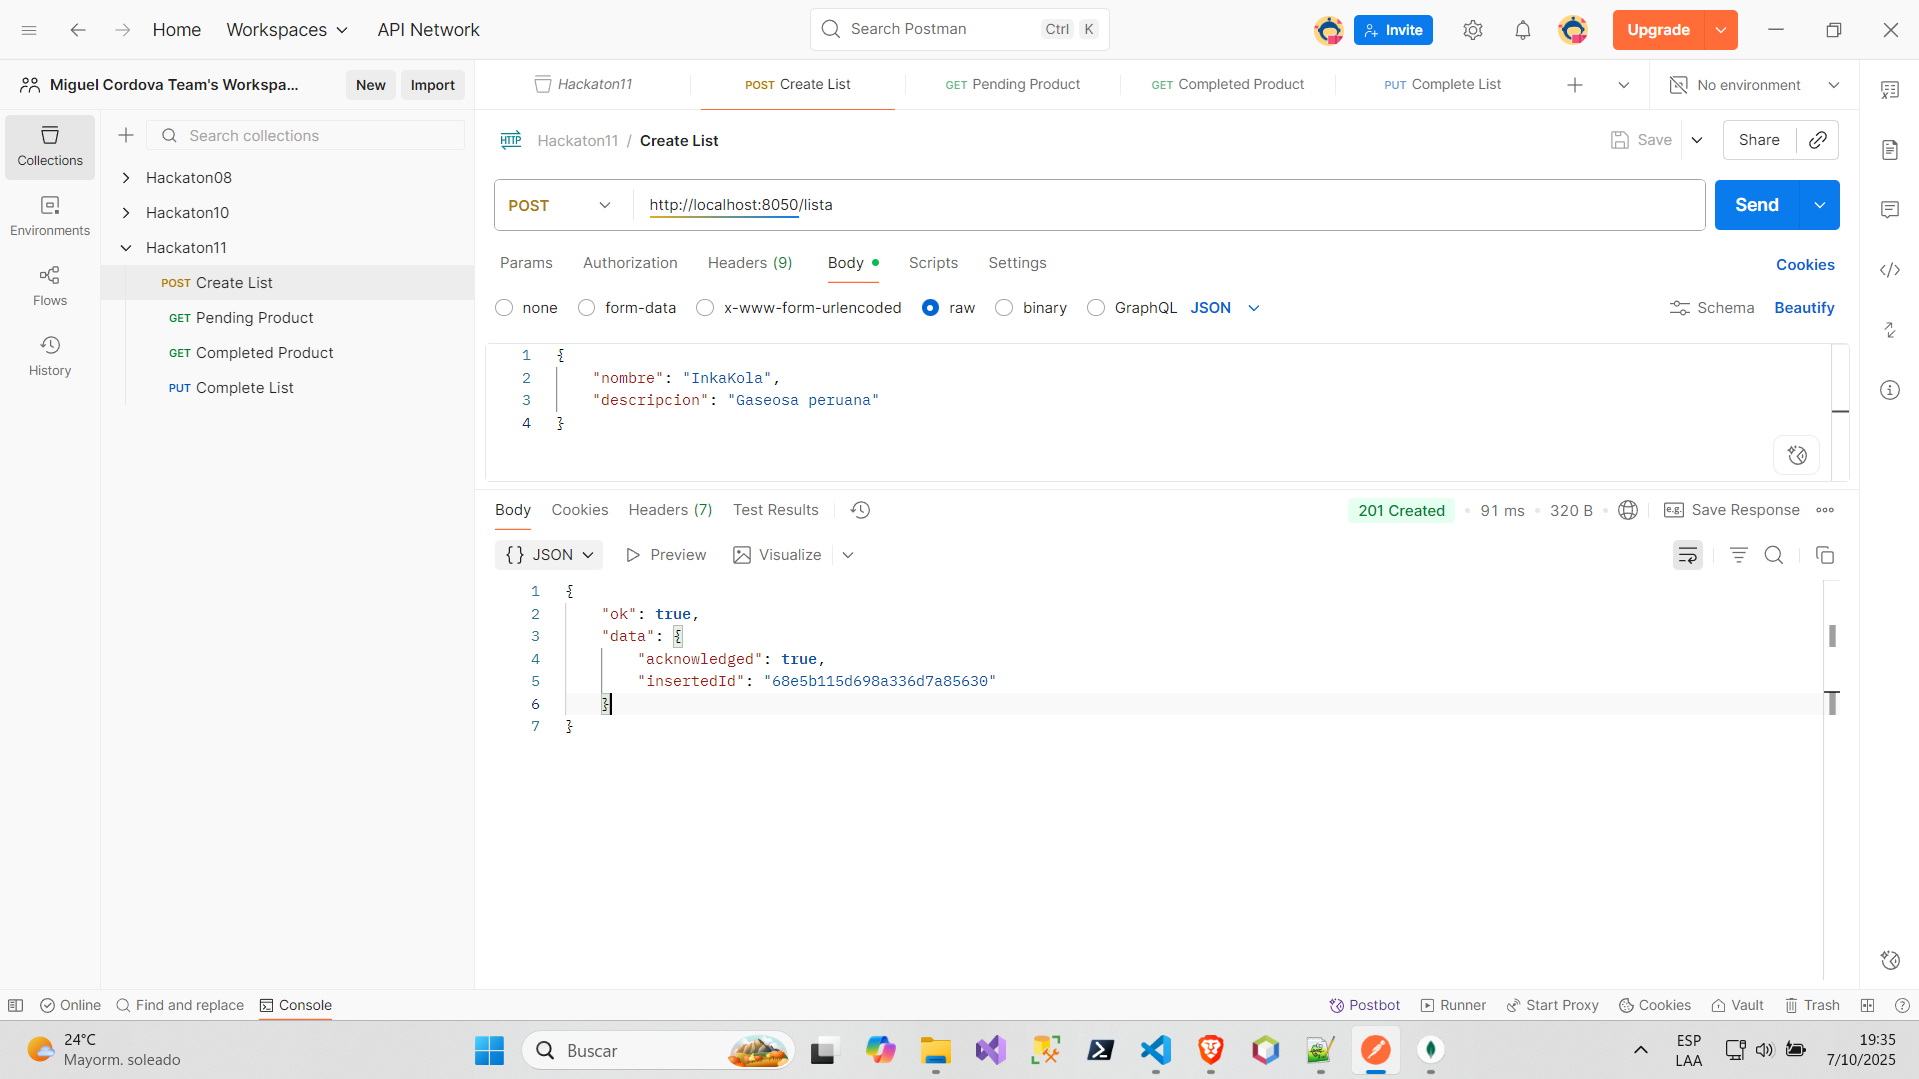 Home
Workspaces
API Network
Search Postman
Ctrl K
Invite
Upgrade
Miguel Cordova Team's Workspa...
New
Import
Hackaton11
POST Create List
GET Pending Product
GET Completed Product
PUT Complete List
No environment
Collections
Environments
Flows
History
Search collections
Hackaton08
Hackaton10
Hackaton11
POST Create List
GET Pending Product
GET Completed Product
PUT Complete List
HTTP
Hackaton11 / Create List
Save
Share
POST
http://localhost:8050/lista
Send
Params
Authorization
Headers (9)
Body
Scripts
Settings
Cookies
none
form-data
x-www-form-urlencoded
raw
binary
GraphQL
JSON
Schema
Beautify
1 {
2 "nombre": "InkaKola",
3 "descripcion": "Gaseosa peruana"
4 }
Body
Cookies
Headers (7)
Test Results
201 Created
91 ms
320 B
e.g. Save Response
{} JSON
Preview
Visualize
1 {
2 "ok": true,
3 "data": {
4 "acknowledged": true,
5 "insertedId": "68e5b115d698a336d7a85630"
6 }
7 }
Online
Find and replace
Console
Postbot
Runner
Start Proxy
Cookies
Vault
Trash
24°C
Mayorm. soleado
Buscar
ESP
LAA
19:35
7/10/2025